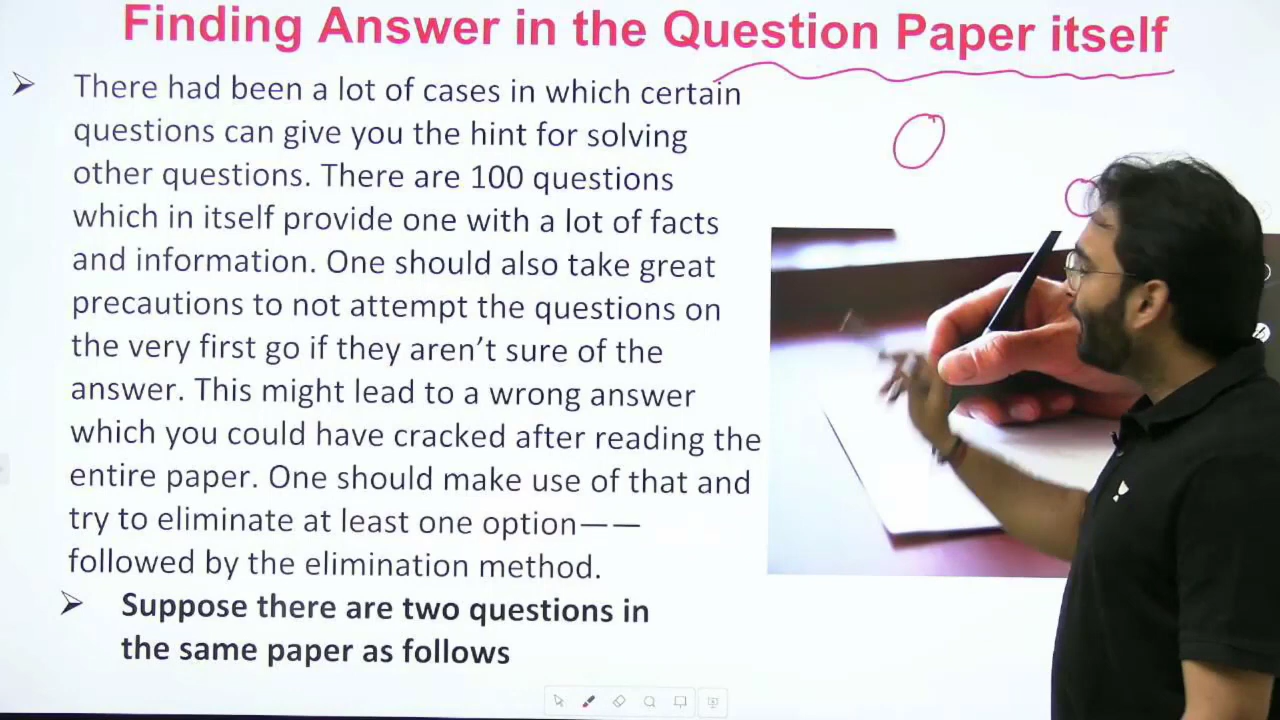 Finding Answer in the Question Paper itself
➢ There had been a lot of cases in which certain
questions can give you the hint for solving
other questions. There are 100 questions
which in itself provide one with a lot of facts
and information. One should also take great
precautions to not attempt the questions on
the very first go if they aren’t sure of the
answer. This might lead to a wrong answer
which you could have cracked after reading the
entire paper. One should make use of that and
try to eliminate at least one option——
followed by the elimination method.
➢ Suppose there are two questions in
the same paper as follows